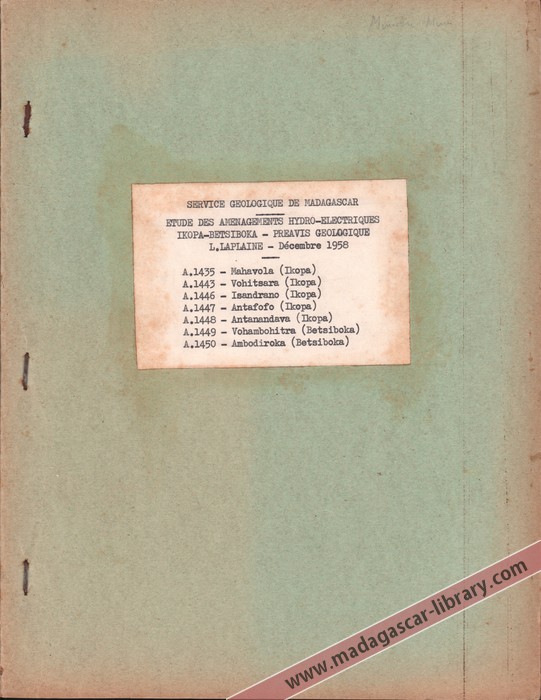 SERVICE GEOLOGIQUE DE MADAGASCAR
ETUDE DES AMENAGEMENTS HYDRO-ELECTRIQUES
IKOPA-BETSIBOKA - PREAVIS GEOLOGIQUE
L.LAPLAINE - Décembre 1958
A.1435 - Mahavola (Ikopa)
A.1443 - Vohitsara (Ikopa)
A.1446 - Isandrano (Ikopa)
A.1447 - Antafofo (Ikopa)
A.1448 - Antanandava (Ikopa)
A.1449 - Vohambohitra (Betsiboka)
A.1450 - Ambodiroka (Betsiboka)
www.madagascar-library.com